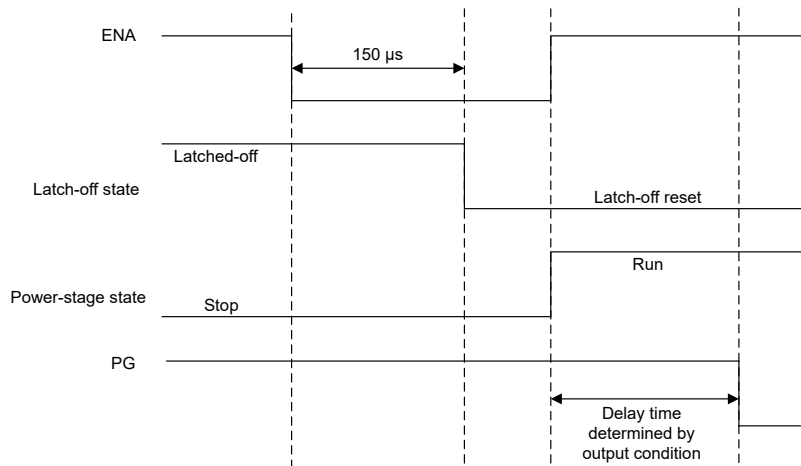 ENA
150 µs
Latched-off
Latch-off state
Latch-off reset
Run
Power-stage state
Stop
PG
Delay time
determined by
output condition